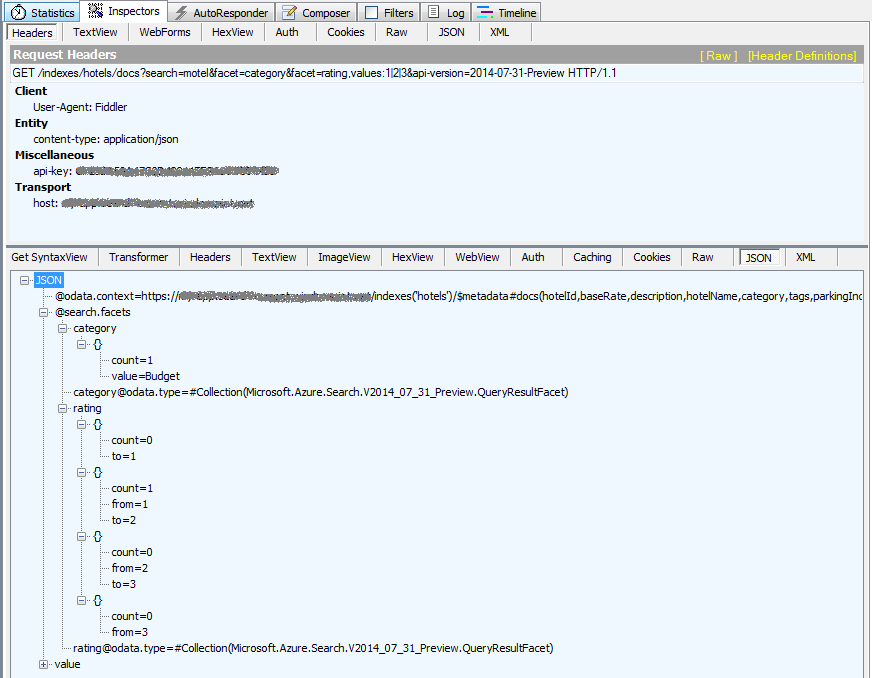 Statistics Inspectors AutoResponder Composer Filters Log Timeline
Headers TextView WebForms HexView Auth Cookies Raw JSON XML
Request Headers [ Raw ] [Header Definitions]
GET /indexes/hotels/docs?search=motel&facet=category&facet=rating,values:1|2|3&api-version=2014-07-31-Preview HTTP/1.1
Client
User-Agent: Fiddler
Entity
content-type: application/json
Miscellaneous
api-key:
Transport
host:
Get SyntaxView Transformer Headers TextView ImageView HexView WebView Auth Caching Cookies Raw JSON XML
JSON
@odata.context=https:// /indexes('hotels')/$metadata#docs(hotelId,baseRate,description,hotelName,category,tags,parkingInc
@search.facets
category
{}
count=1
value=Budget
category@odata.type=#Collection(Microsoft.Azure.Search.V2014_07_31_Preview.QueryResultFacet)
rating
{}
count=0
to=1
{}
count=1
from=1
to=2
{}
count=0
from=2
to=3
{}
count=0
from=3
rating@odata.type=#Collection(Microsoft.Azure.Search.V2014_07_31_Preview.QueryResultFacet)
value